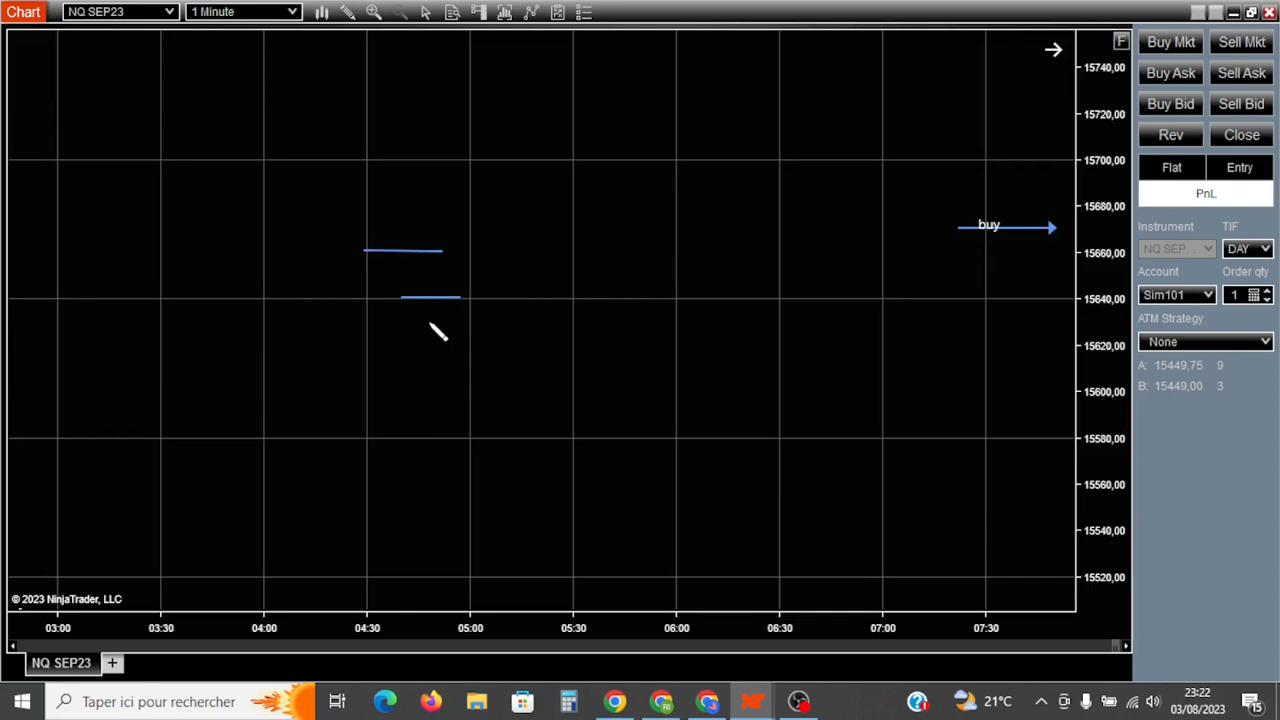 Chart NQ SEP23 1 Minute
F
Buy Mkt Sell Mkt
Buy Ask Sell Ask
Buy Bid Sell Bid
Rev Close
Flat Entry
PnL
Instrument TIF
NQ SEP... DAY
Account Order qty
Sim101 1
ATM Strategy
None
A: 15449,75 9
B: 15449,00 3
15740,00
15720,00
15700,00
15680,00
buy
15660,00
15640,00
15620,00
15600,00
15580,00
15560,00
15540,00
15520,00
© 2023 NinjaTrader, LLC
03:00 03:30 04:00 04:30 05:00 05:30 06:00 06:30 07:00 07:30
NQ SEP23 +
Taper ici pour rechercher
21°C
23:22
03/08/2023
15